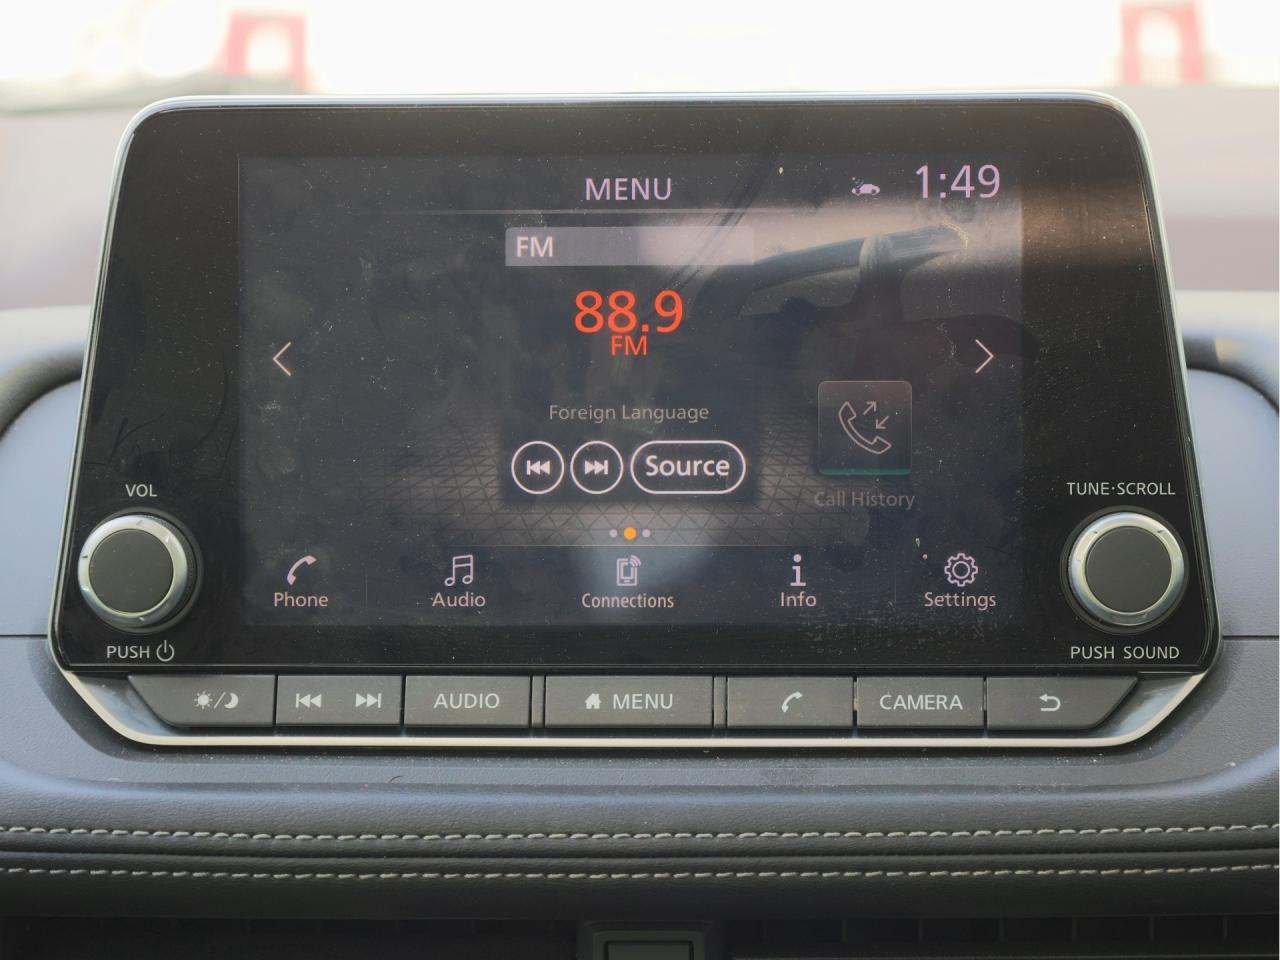 MENU 1:49
FM
88.9
FM
Foreign Language
Source
Call History
VOL
TUNE·SCROLL
Phone Audio Connections Info Settings
PUSH
PUSH SOUND
AUDIO MENU CAMERA